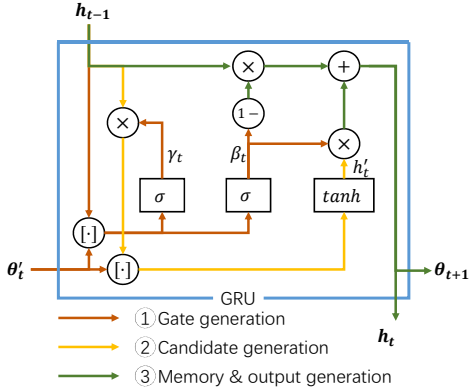 h_{t−1}
×
+
1−
×
γ_t
β_t
×
h′_t
σ
σ
tanh
[·]
θ′_t
[·]
θ_{t+1}
GRU
h_t
① Gate generation
② Candidate generation
③ Memory & output generation